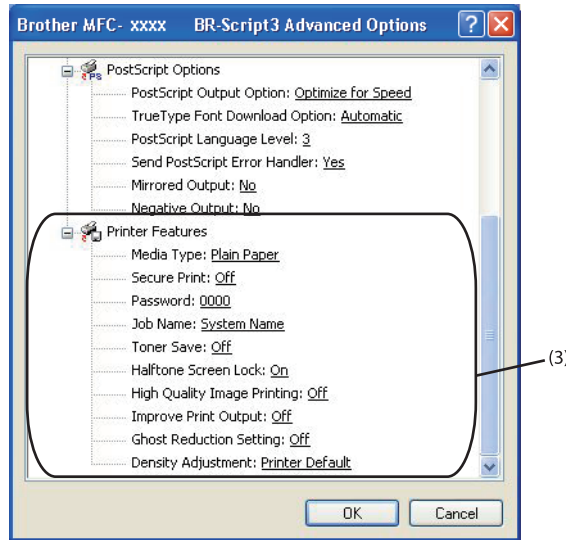 Brother MFC- xxxx BR-Script3 Advanced Options
PostScript Options
PostScript Output Option: Optimize for Speed
TrueType Font Download Option: Automatic
PostScript Language Level: 3
Send PostScript Error Handler: Yes
Mirrored Output: No
Negative Output: No
Printer Features
Media Type: Plain Paper
Secure Print: Off
Password: 0000
Job Name: System Name
Toner Save: Off
Halftone Screen Lock: On
High Quality Image Printing: Off
Improve Print Output: Off
Ghost Reduction Setting: Off
Density Adjustment: Printer Default
(3)
OK Cancel